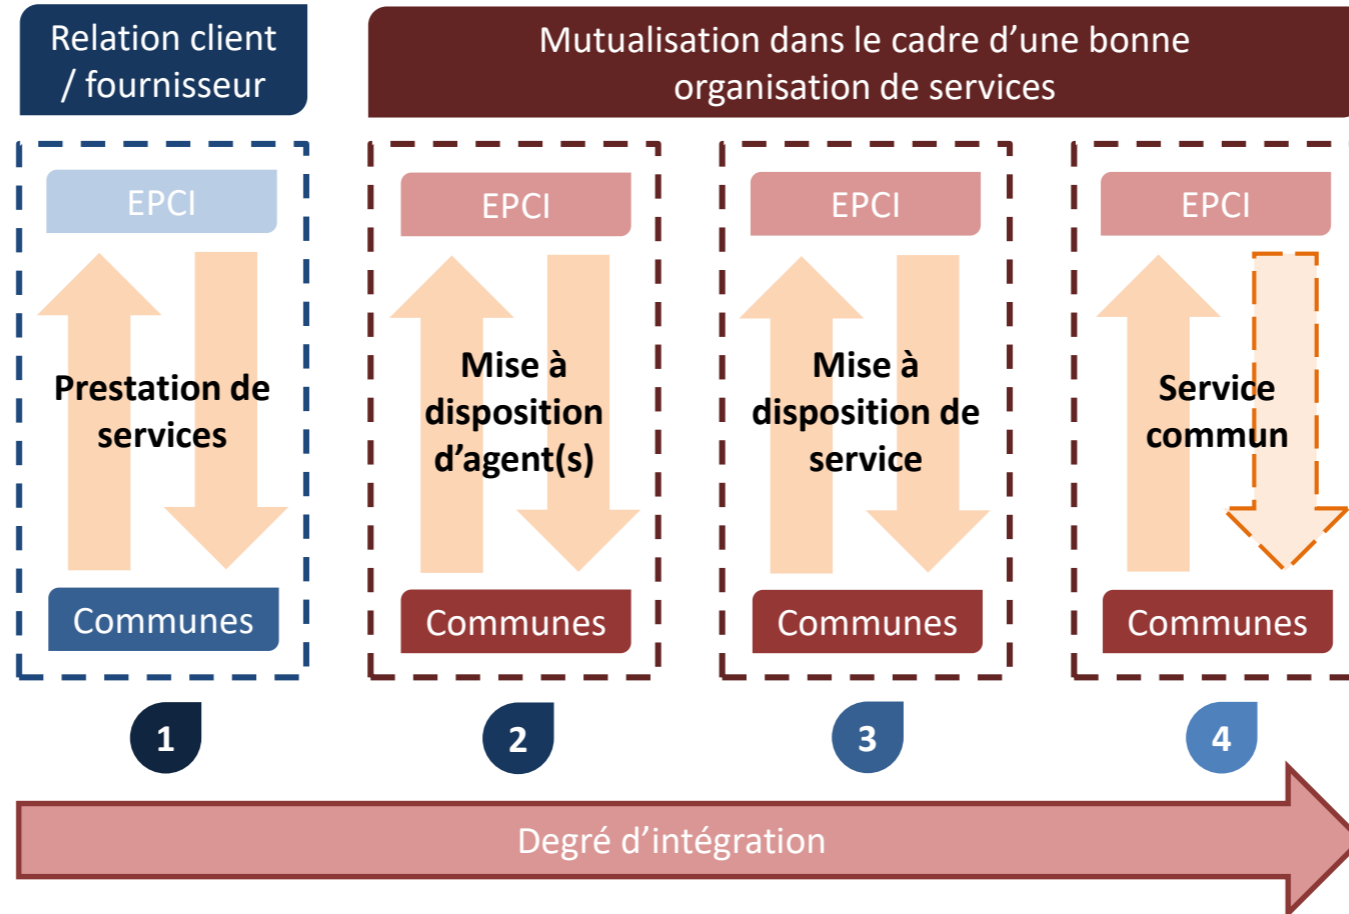 Relation client
/ fournisseur
Mutualisation dans le cadre d’une bonne
organisation de services
EPCI
Prestation de
services
Communes
1
EPCI
Mise à
disposition
d’agent(s)
Communes
2
EPCI
Mise à
disposition de
service
Communes
3
EPCI
Service
commun
Communes
4
Degré d’intégration